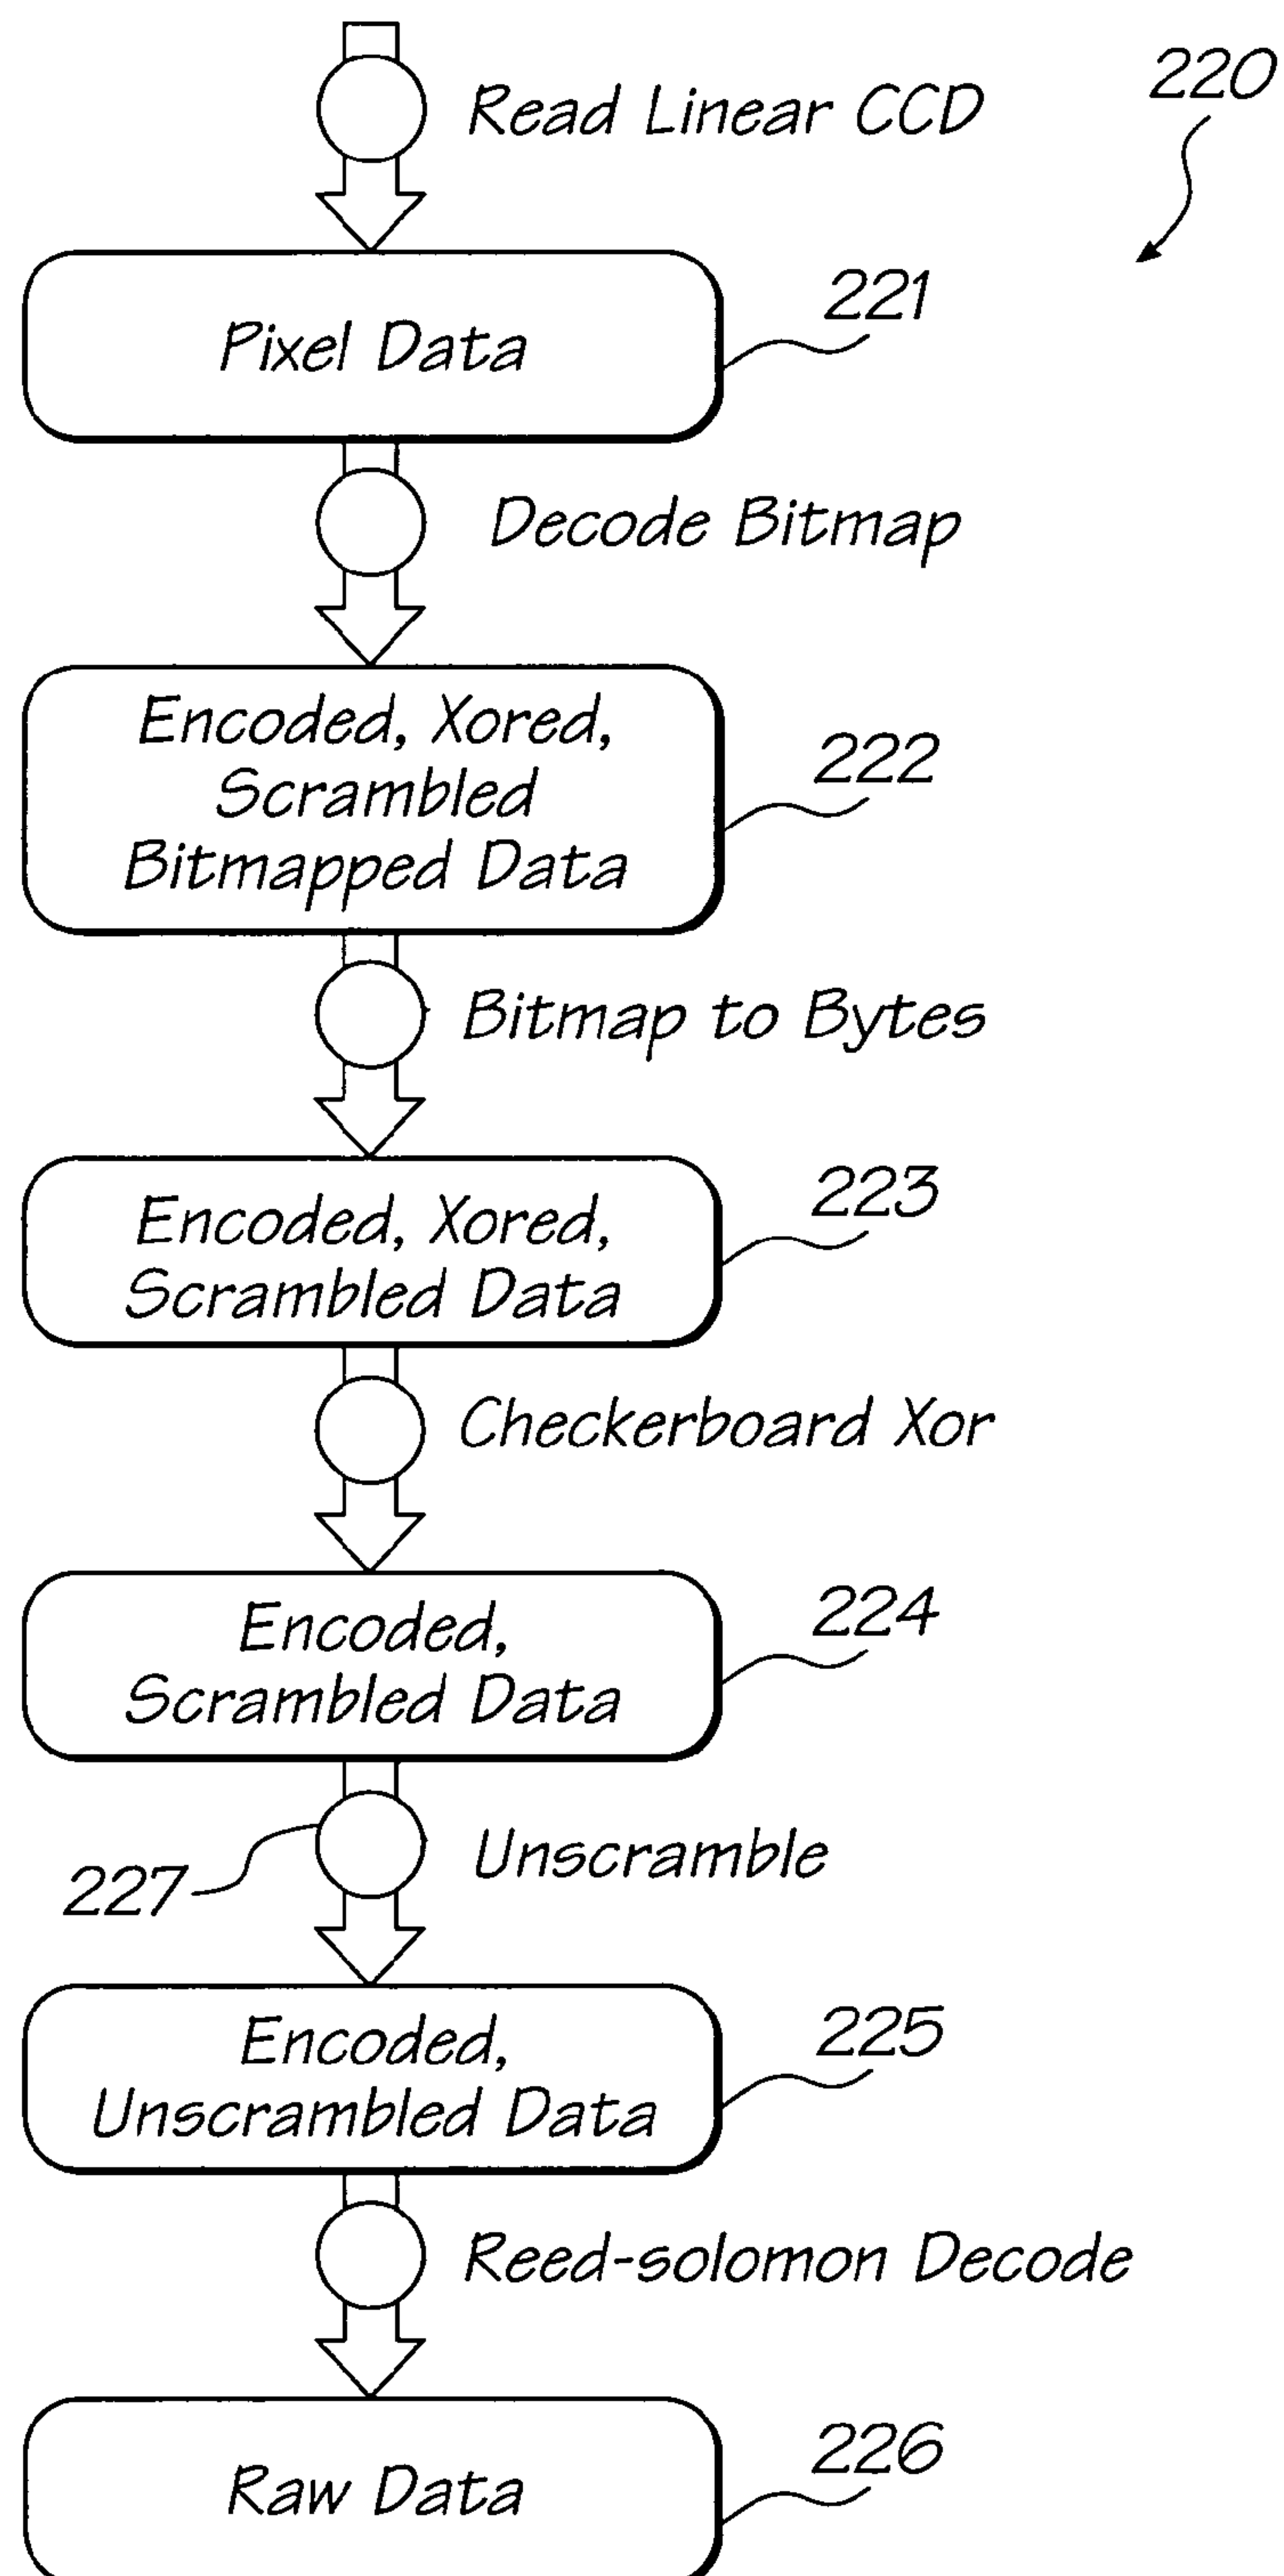 Read Linear CCD
220
Pixel Data
221
Decode Bitmap
Encoded, Xored,
Scrambled
Bitmapped Data
222
Bitmap to Bytes
Encoded, Xored,
Scrambled Data
223
Checkerboard Xor
Encoded,
Scrambled Data
224
227
Unscramble
Encoded,
Unscrambled Data
225
Reed-solomon Decode
Raw Data
226